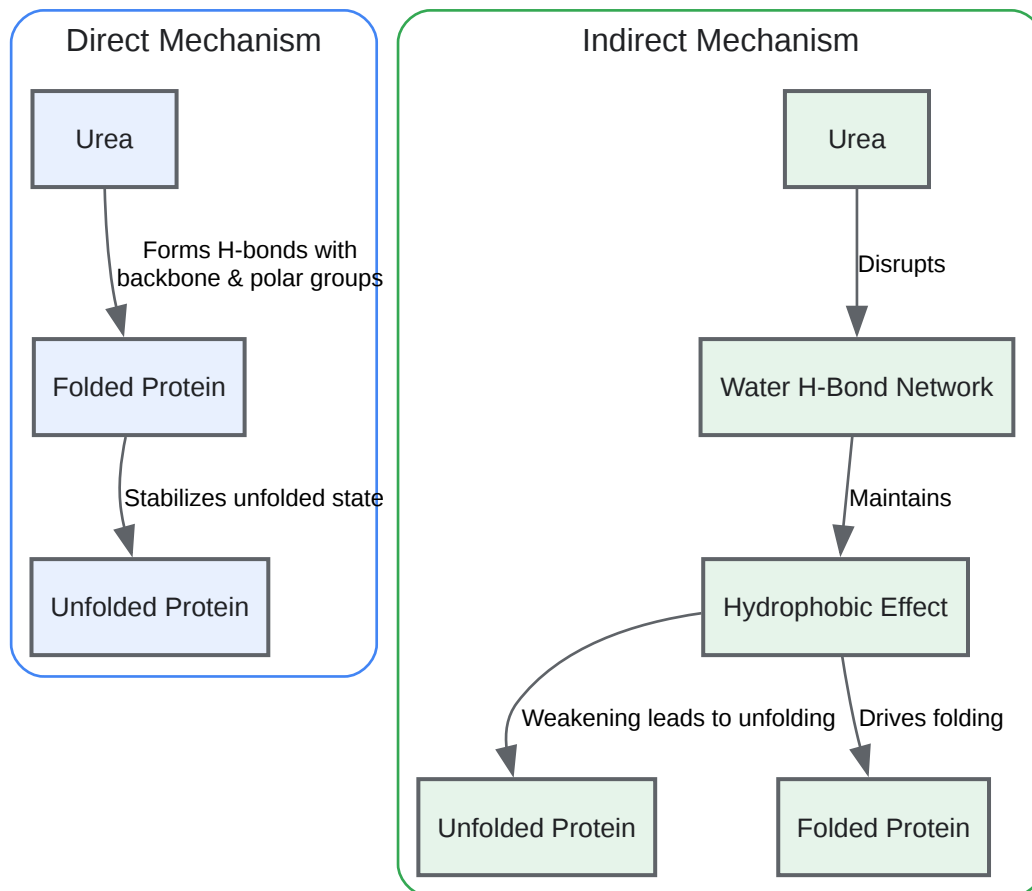 Direct Mechanism
Urea
Forms H-bonds with
backbone & polar groups
Folded Protein
Stabilizes unfolded state
Unfolded Protein
Indirect Mechanism
Urea
Disrupts
Water H-Bond Network
Maintains
Hydrophobic Effect
Weakening leads to unfolding
Drives folding
Unfolded Protein
Folded Protein